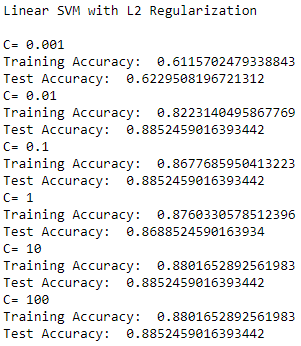 Linear SVM with L2 Regularization
C= 0.001
Training Accuracy:  0.6115702479338843
Test Accuracy:  0.6229508196721312
C= 0.01
Training Accuracy:  0.8223140495867769
Test Accuracy:  0.8852459016393442
C= 0.1
Training Accuracy:  0.8677685950413223
Test Accuracy:  0.8852459016393442
C= 1
Training Accuracy:  0.8760330578512396
Test Accuracy:  0.8688524590163934
C= 10
Training Accuracy:  0.8801652892561983
Test Accuracy:  0.8852459016393442
C= 100
Training Accuracy:  0.8801652892561983
Test Accuracy:  0.8852459016393442